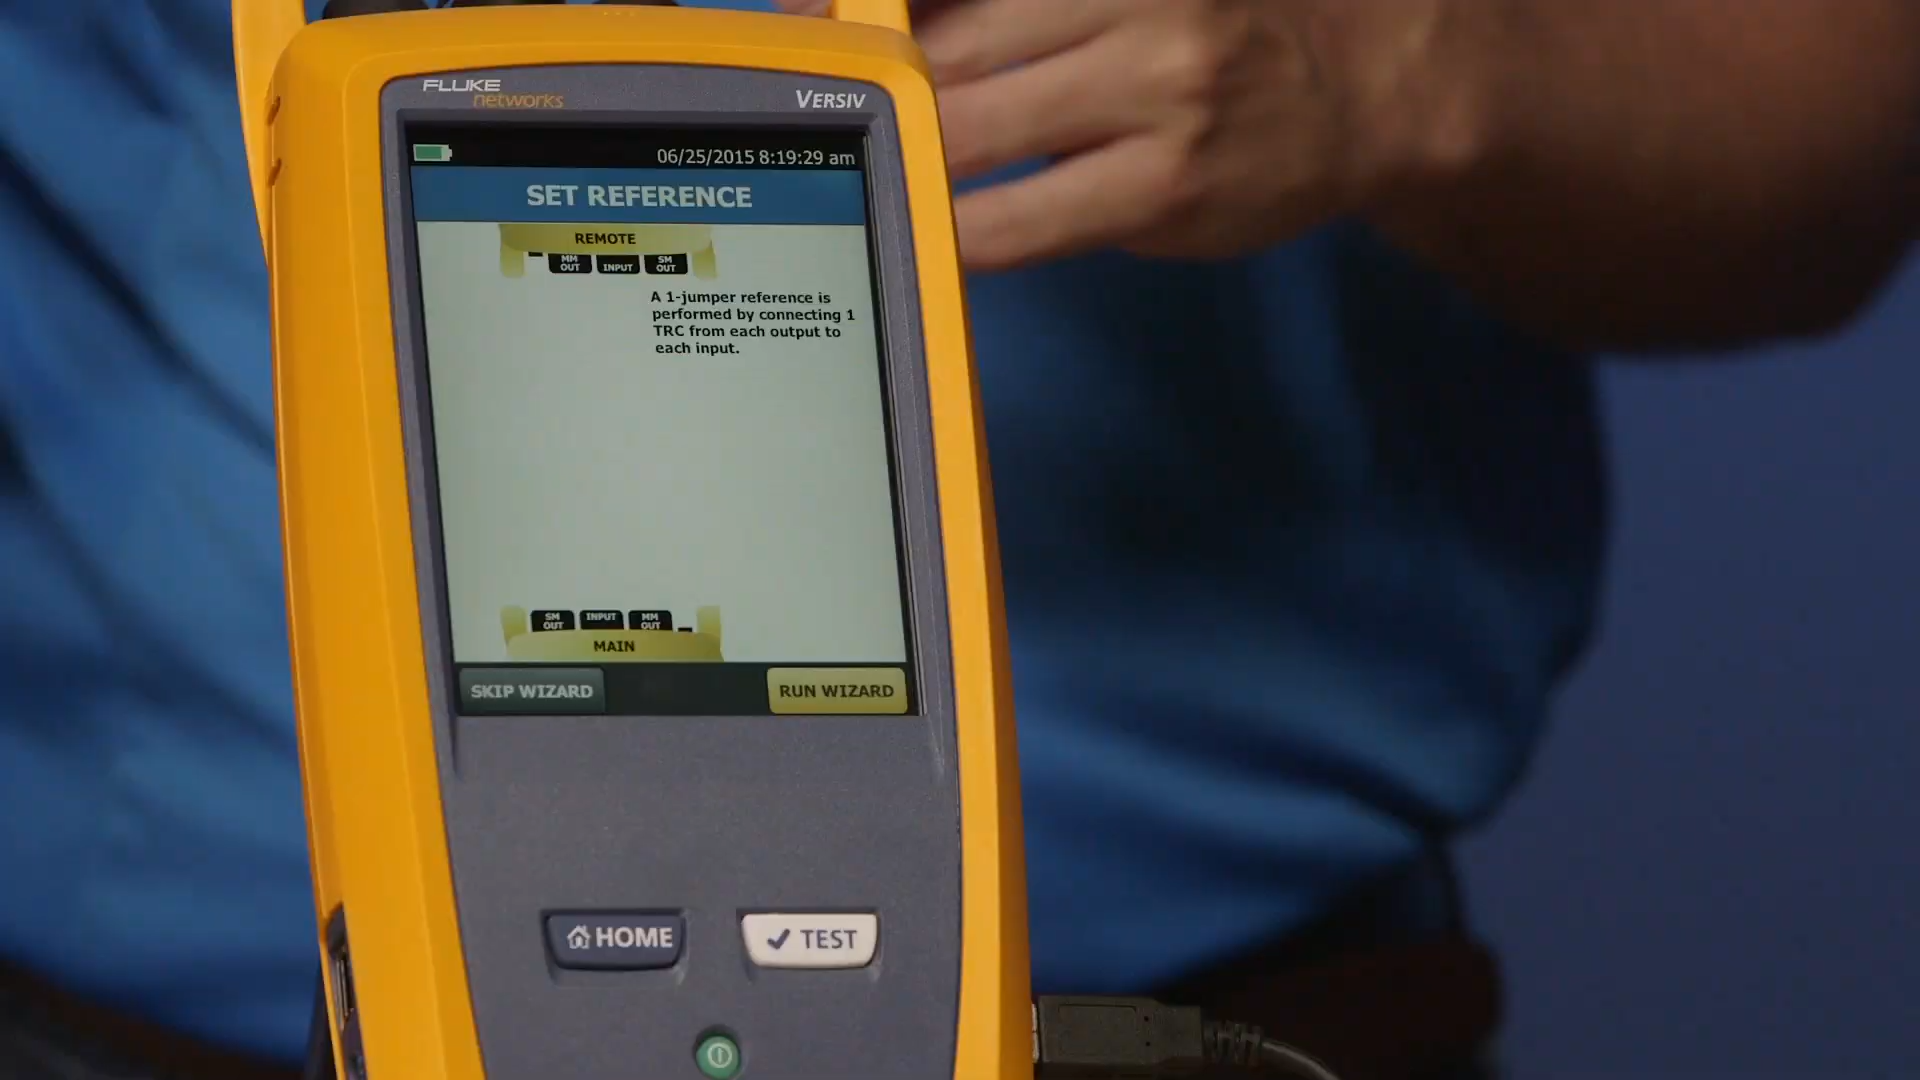 FLUKE
networks
VERSIV
06/25/2015 8:19:29 am
SET REFERENCE
REMOTE
MM OUT
INPUT
SM OUT
A 1-jumper reference is
performed by connecting 1
TRC from each output to
each input.
SM OUT
INPUT
MM OUT
MAIN
SKIP WIZARD
RUN WIZARD
HOME
TEST